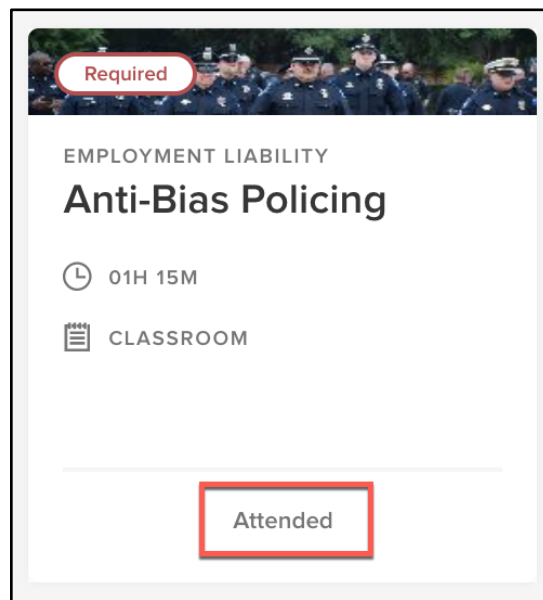 Required
EMPLOYMENT LIABILITY
Anti-Bias Policing
01H 15M
CLASSROOM
Attended